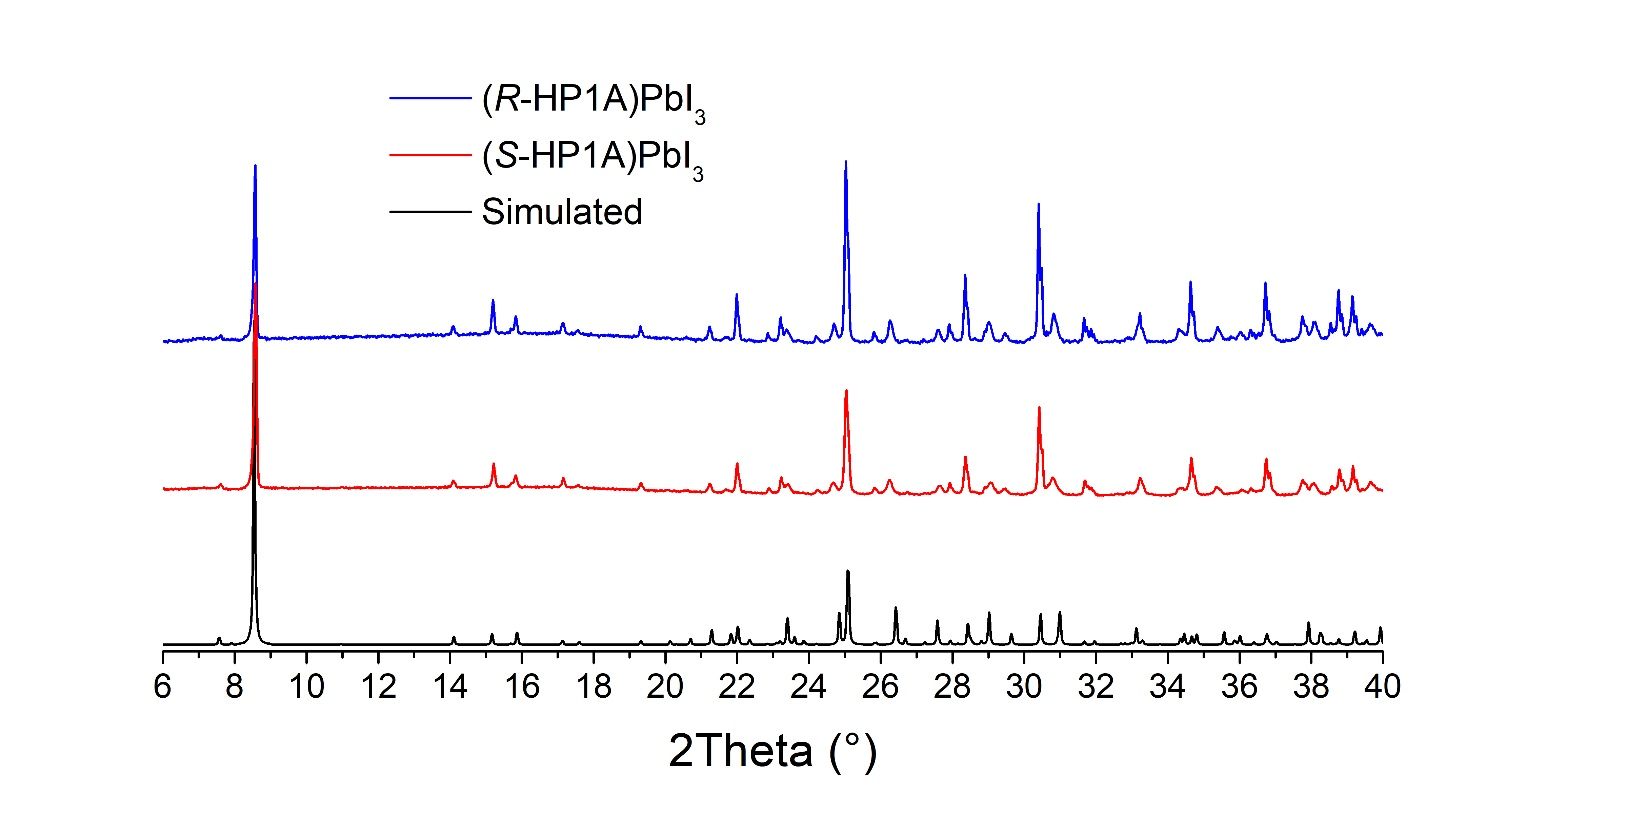 (R-HP1A)PbI₃
(S-HP1A)PbI₃
Simulated
6 8 10 12 14 16 18 20 22 24 26 28 30 32 34 36 38 40
2Theta (°)